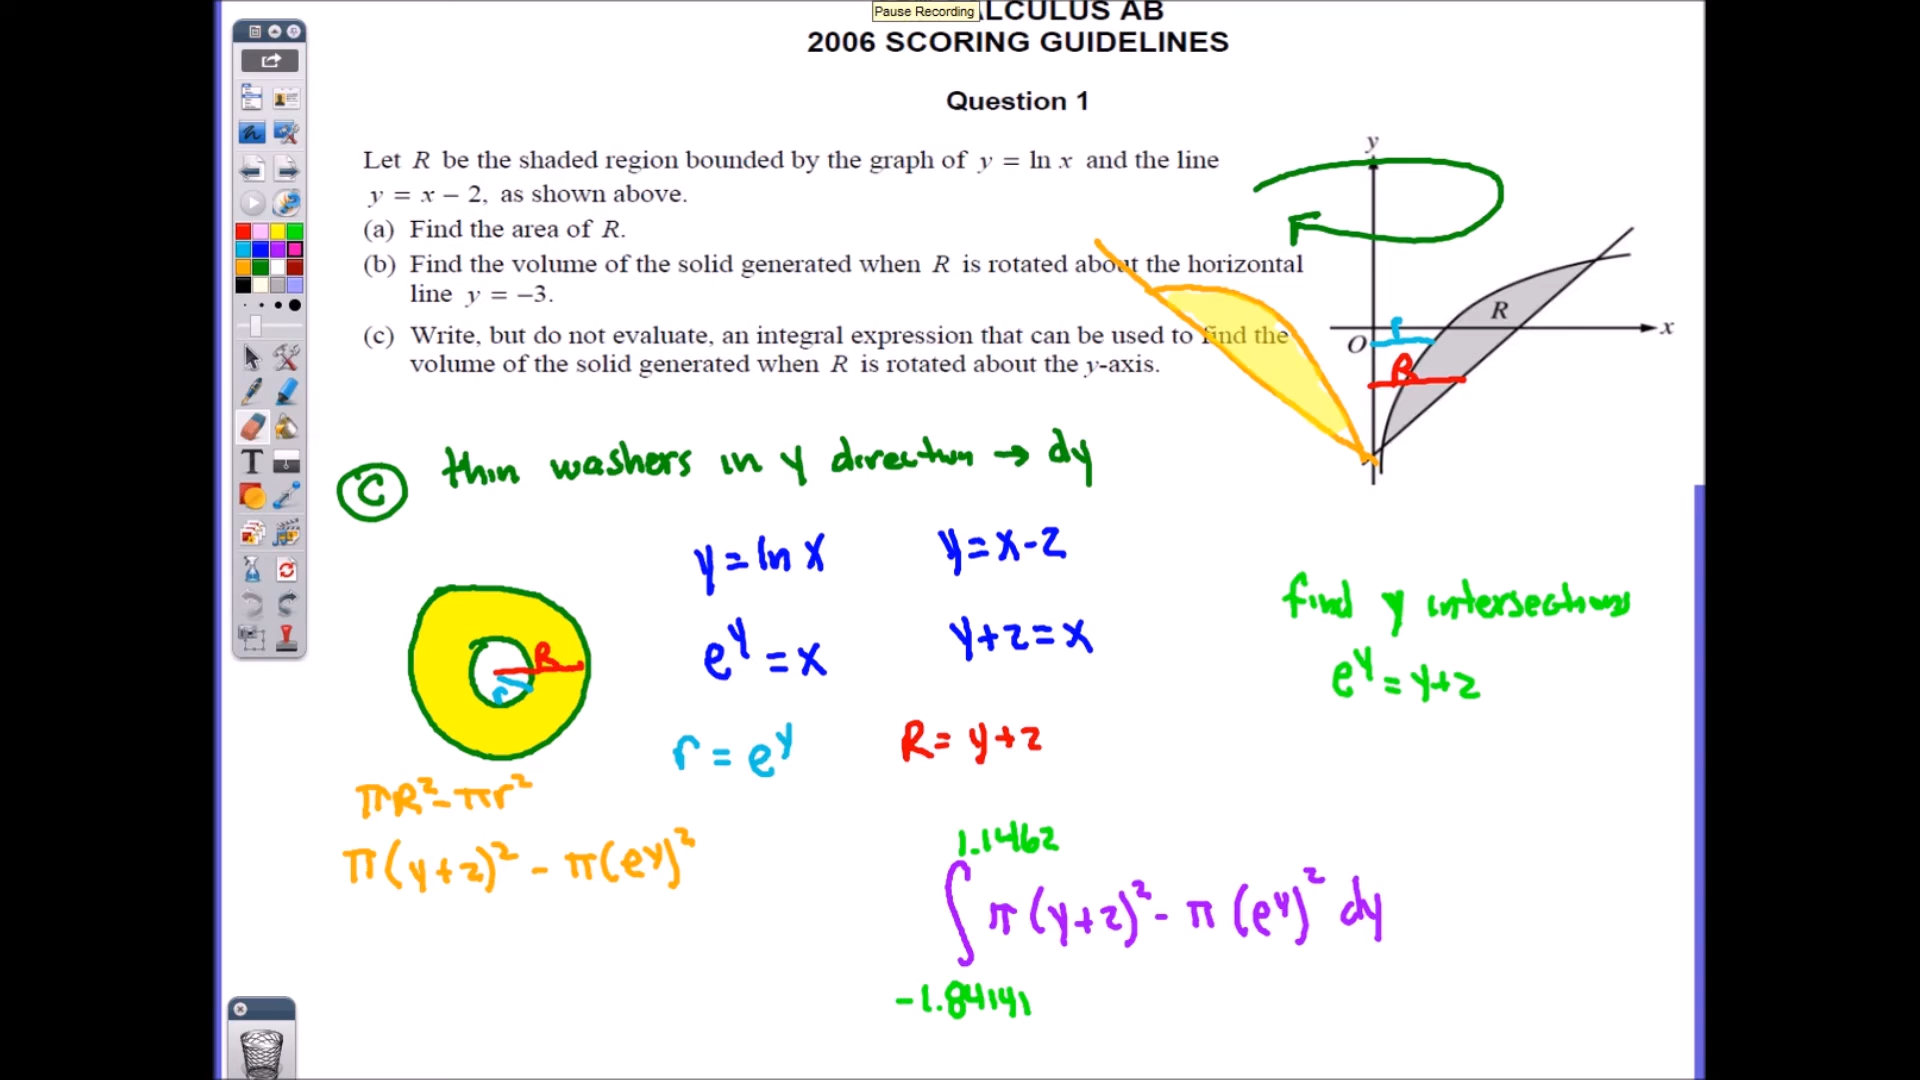 Pause Recording
LCULUS AB
2006 SCORING GUIDELINES
Question 1
Let R be the shaded region bounded by the graph of y = ln x and the line
y = x − 2, as shown above.
(a) Find the area of R.
(b) Find the volume of the solid generated when R is rotated about the horizontal
line y = −3.
(c) Write, but do not evaluate, an integral expression that can be used to find the
volume of the solid generated when R is rotated about the y-axis.
y
R
x
O
r
R
C thin washers in y direction → dy
y = ln x
y = x - 2
find y intersections
e^y = x
y + 2 = x
e^y = y + 2
R
r
r = e^y
R = y + 2
πR² - πr²
π(y+2)² - π(e^y)²
1.1462
∫ π(y+2)² - π(e^y)² dy
-1.84141
T